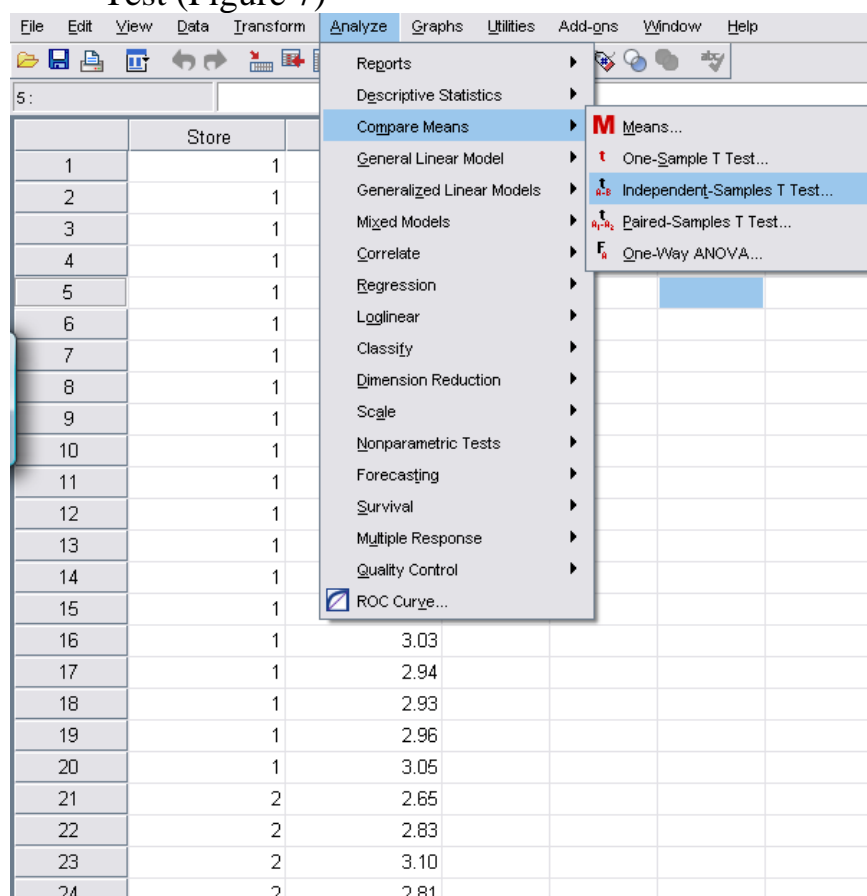 Test (Figure 7)
File Edit View Data Transform Analyze Graphs Utilities Add-ons Window Help
5 :
Store
Reports
Descriptive Statistics
Compare Means
General Linear Model
Generalized Linear Models
Mixed Models
Correlate
Regression
Loglinear
Classify
Dimension Reduction
Scale
Nonparametric Tests
Forecasting
Survival
Multiple Response
Quality Control
ROC Curve...
M Means...
t One-Sample T Test...
t A-B Independent-Samples T Test...
t A1-A2 Paired-Samples T Test...
F A One-Way ANOVA...
1 1
2 1
3 1
4 1
5 1
6 1
7 1
8 1
9 1
10 1
11 1
12 1
13 1
14 1
15 1
16 1 3.03
17 1 2.94
18 1 2.93
19 1 2.96
20 1 3.05
21 2 2.65
22 2 2.83
23 2 3.10
24 2 2.81